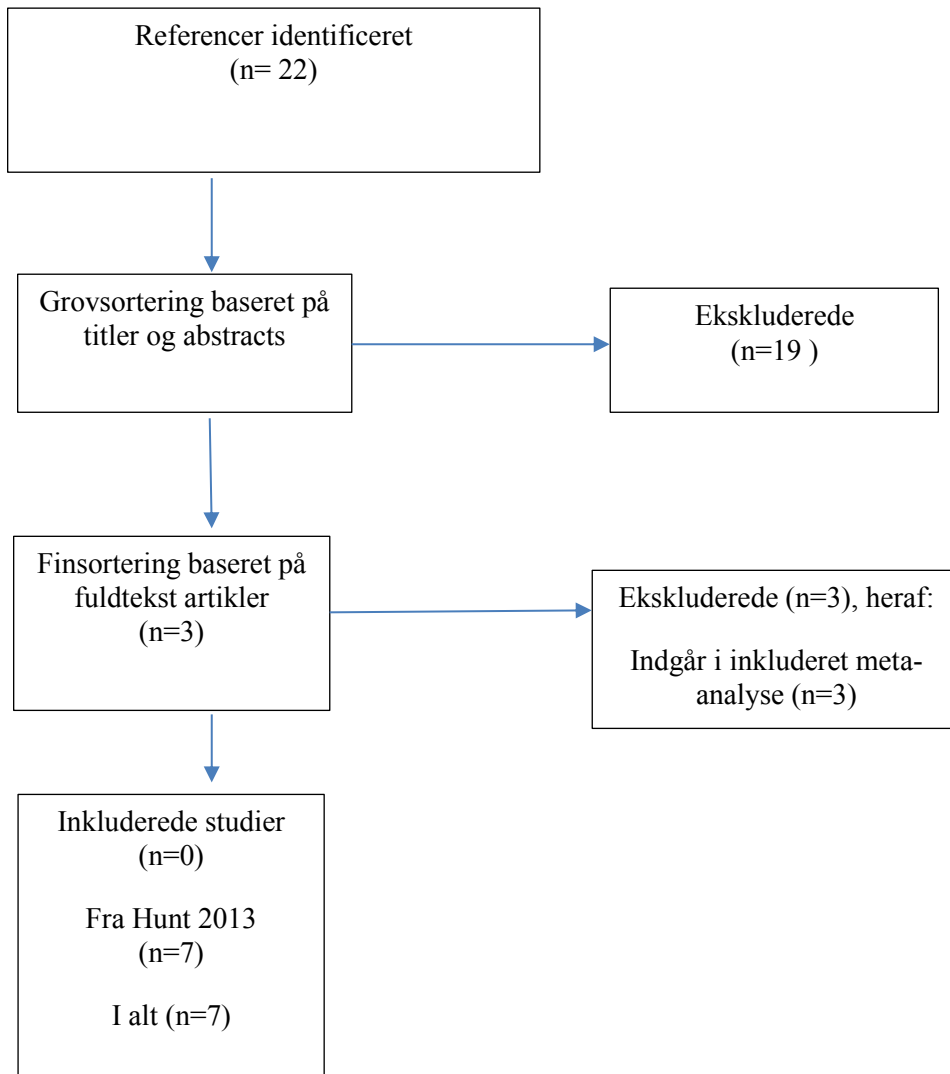 Referencer identificeret
(n= 22)
Grovsortering baseret på
titler og abstracts
Ekskluderede
(n=19 )
Finsortering baseret på
fuldtekst artikler
(n=3)
Ekskluderede (n=3), heraf:
Indgår i inkluderet meta-
analyse (n=3)
Inkluderede studier
(n=0)
Fra Hunt 2013
(n=7)
I alt (n=7)